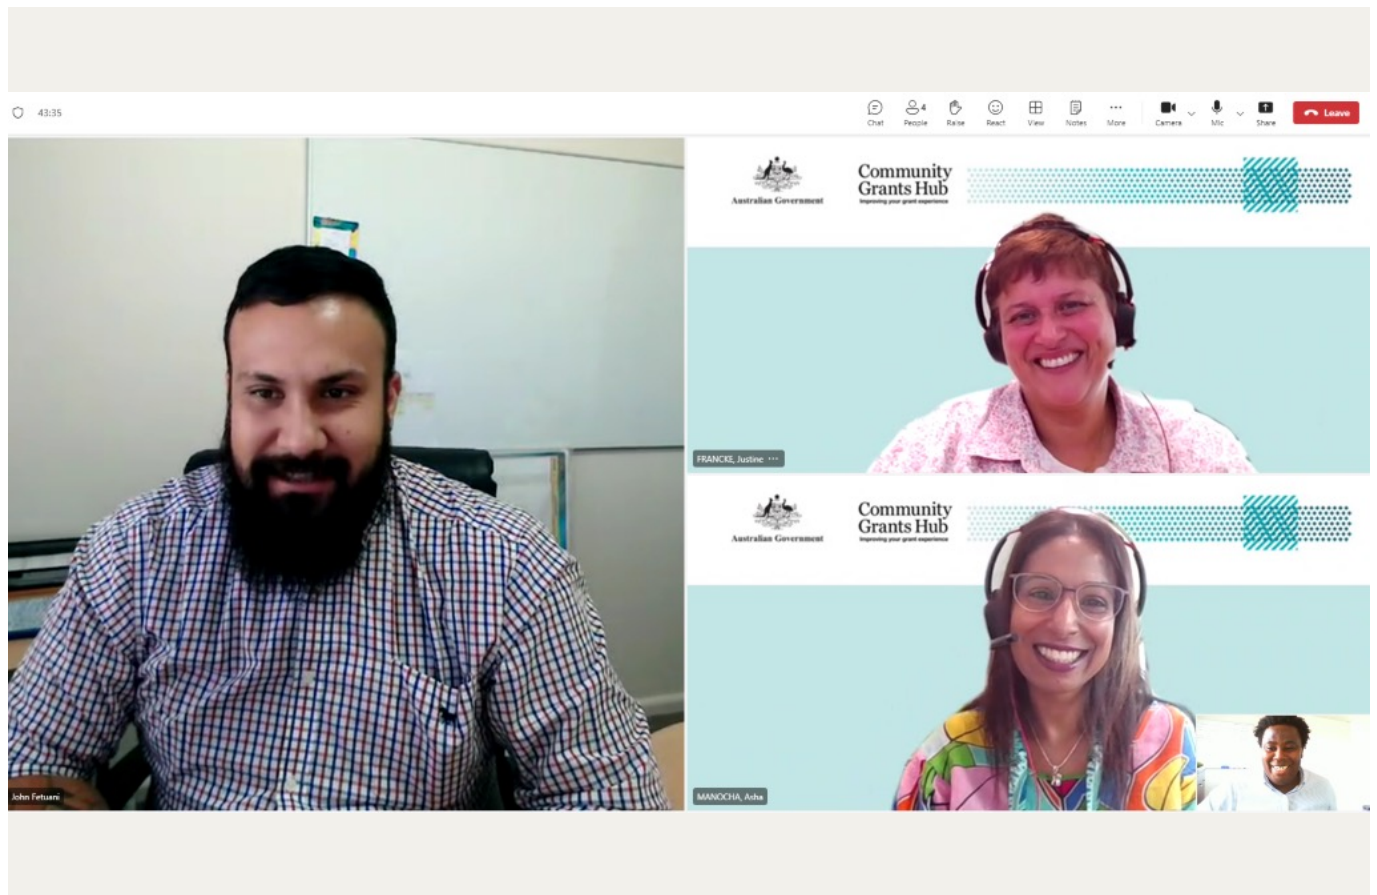 43:35
Chat
4
People
Raise
React
View
Notes
More
Camera
Mic
Share
Leave
Australian Government
Community
Grants Hub
Improving your grant experience
John Fetuani
FRANCKE, Justine ···
Australian Government
Community
Grants Hub
Improving your grant experience
MANOCHA, Asha